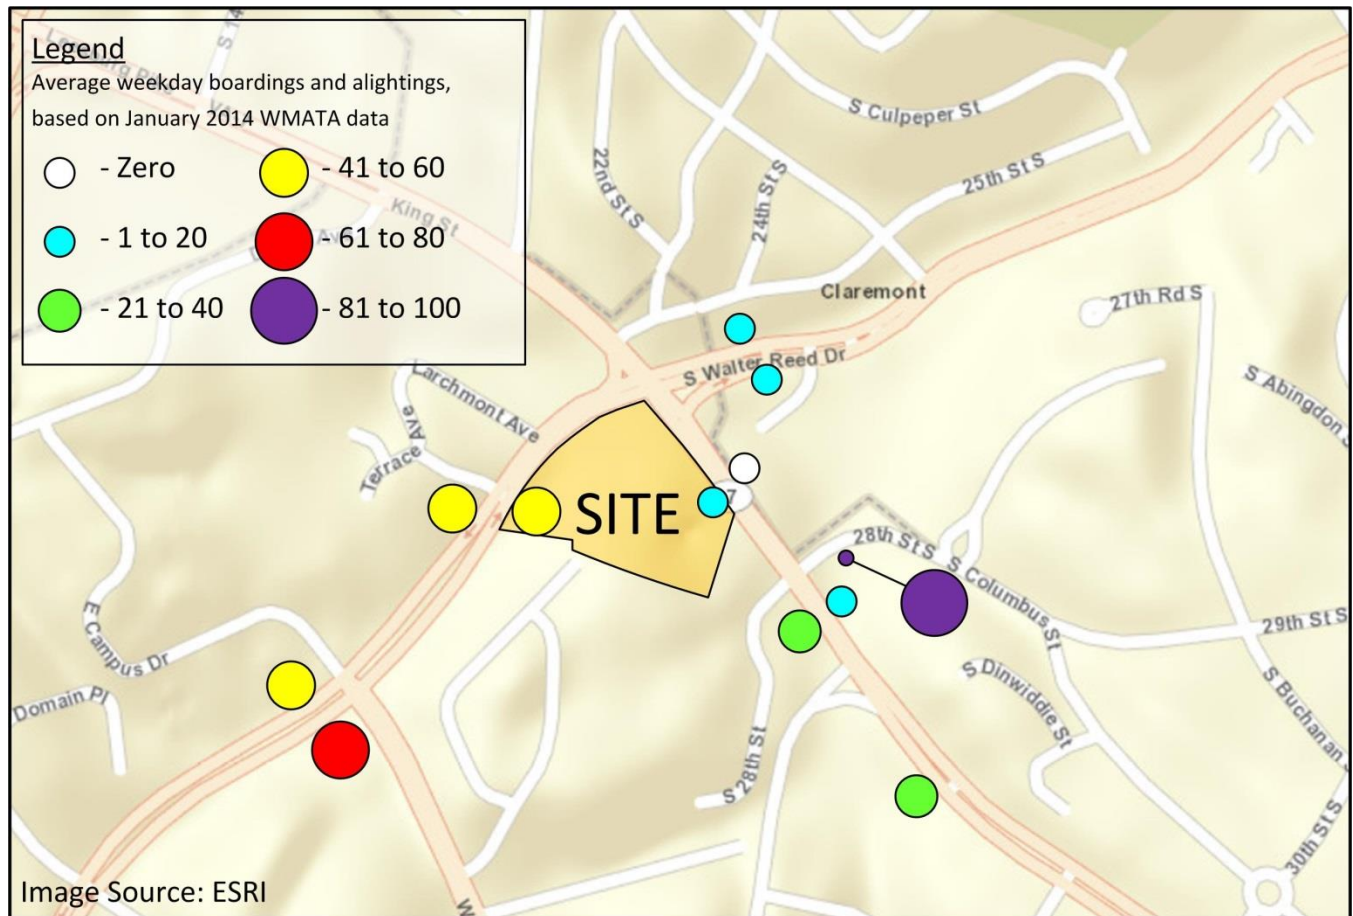 Legend
Average weekday boardings and alightings,
based on January 2014 WMATA data
- Zero
- 41 to 60
- 1 to 20
- 61 to 80
- 21 to 40
- 81 to 100
S 14
King St
S Culpeper St
22nd St S
24th St S
25th St S
Claremont
27th Rd S
S Walter Reed Dr
S Abingdon
Larchmont Ave
Terrace Ave
SITE
7
28th St S
S Columbus St
29th St S
E Campus Dr
S Dinwiddie St
S Buchanan
Domain Pl
S 28th St
30th St S
W
Image Source: ESRI